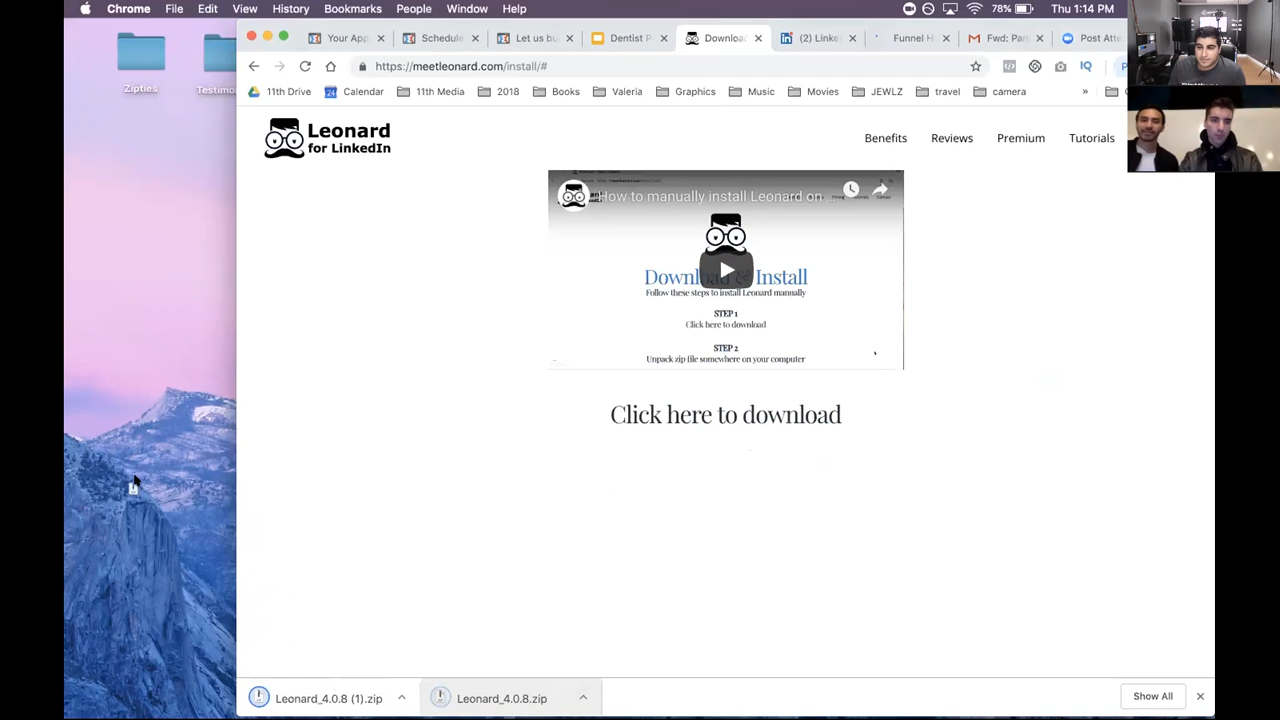 Chrome File Edit View History Bookmarks People Window Help 78% Thu 1:14 PM
Zipties
Testimo
Your App
Schedule
Let us bu
Dentist P
Downloa
(2) Linke
Funnel H
Fwd: Pan
Post Atte
https://meetleonard.com/install/#
11th Drive Calendar 11th Media 2018 Books Valeria Graphics Music Movies JEWLZ travel camera »
Leonard
for LinkedIn
Benefits Reviews Premium Tutorials
How to manually install Leonard on ...
Download & Install
Follow these steps to install Leonard manually
STEP 1
Click here to download
STEP 2
Unpack zip file somewhere on your computer
Click here to download
Leonard_4.0.8 (1).zip
Leonard_4.0.8.zip
Show All